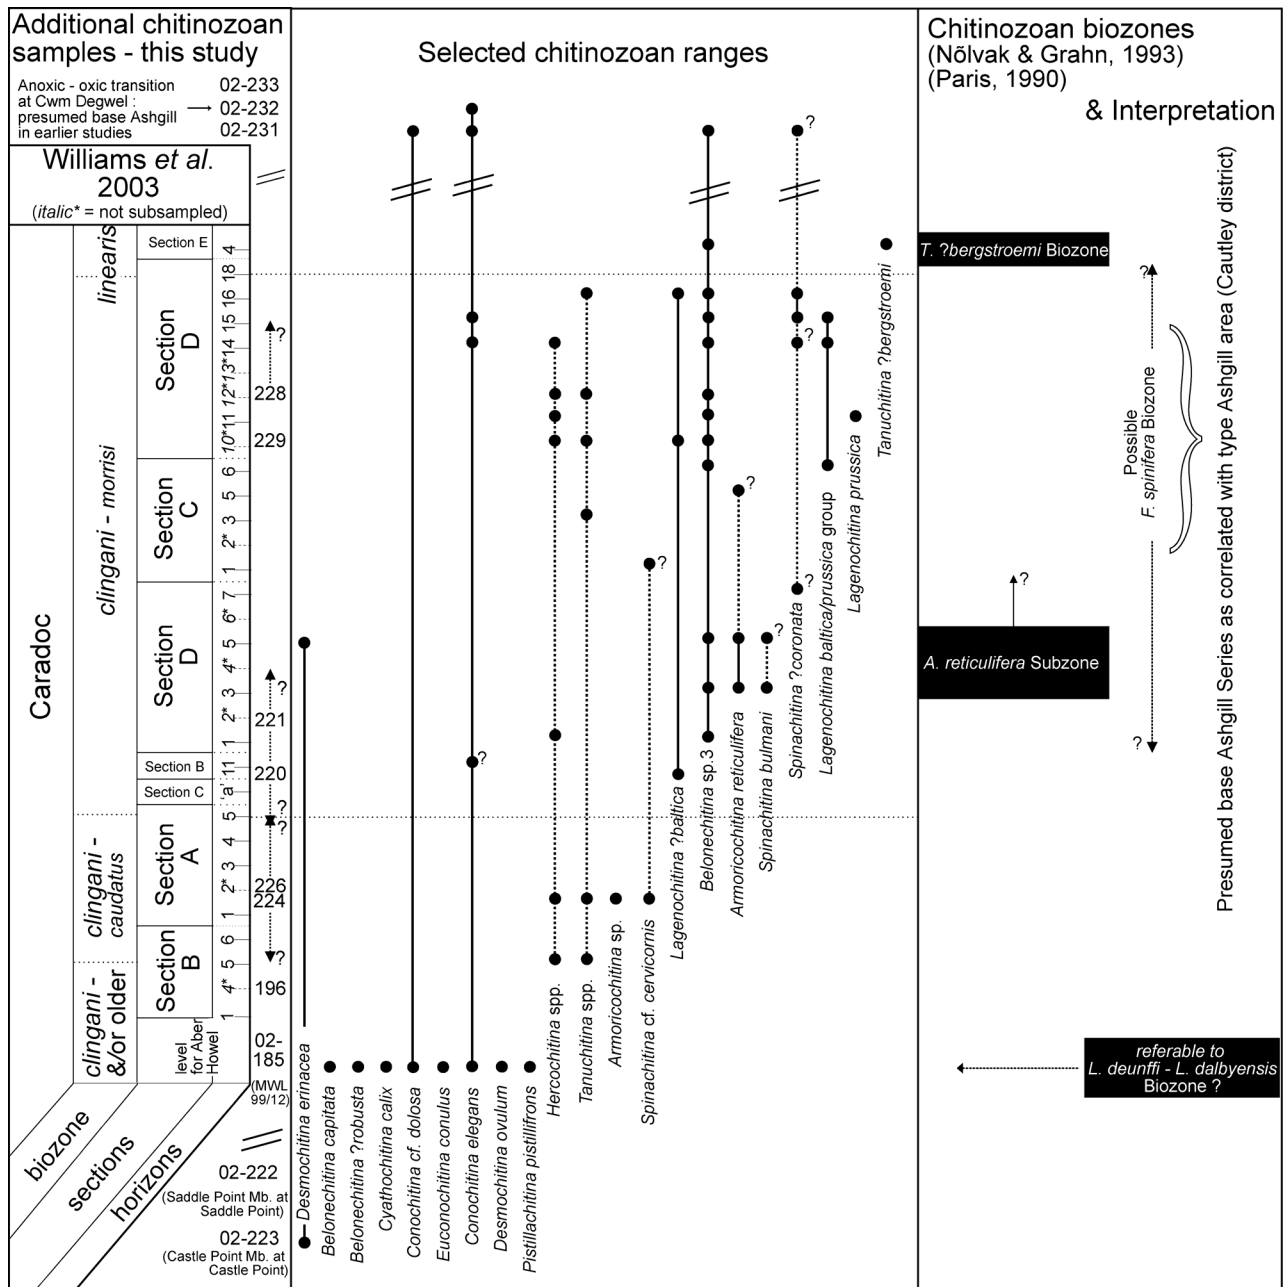 Additional chitinozoan
samples - this study
Anoxic - oxic transition
at Cwm Degwel :
presumed base Ashgill
in earlier studies
02-233
02-232
02-231
Selected chitinozoan ranges
Chitinozoan biozones
(Nõlvak & Grahn, 1993)
(Paris, 1990)
& Interpretation
Williams et al.
2003
(italic* = not subsampled)
Caradoc
linearis
clingani - morrisi
clingani -
caudatus
clingani -
&/or older
Section E
Section
D
Section
C
Section
D
Section B
Section C
Section
A
Section
B
level
for Aber
Howel
4
18
16
15
14
13*
12*
11
10*
6
5
3
2*
1
7
6*
5
4*
3
2*
1
11
'a'
5
4
3
2*
1
6
5
4*
1
?
228
229
?
221
220
?
?
226
224
?
196
02-
185
(MWL
99/12)
02-222
(Saddle Point Mb. at
Saddle Point)
02-223
(Castle Point Mb. at
Castle Point)
biozone
sections
horizons
Desmochitina erinacea
Belonechitina capitata
Belonechitina ?robusta
Cyathochitina calix
Conochitina cf. dolosa
Euconochitina conulus
Conochitina elegans
Desmochitina ovulum
Pistillachitina pistillifrons
Hercochitina spp.
Tanuchitina spp.
Armoricochitina sp.
Spinachitina cf. cervicornis
Lagenochitina ?baltica
Belonechitina sp.3
Armoricochitina reticulifera
Spinachitina bulmani
Spinachitina ?coronata
Lagenochitina baltica/prussica group
Lagenochitina prussica
Tanuchitina ?bergstroemi
?
?
?
?
?
?
?
T. ?bergstroemi Biozone
?
Possible
F. spinifera Biozone
?
?
A. reticulifera Subzone
referable to
L. deunffi - L. dalbyensis
Biozone ?
Presumed base Ashgill Series as correlated with type Ashgill area (Cautley district)